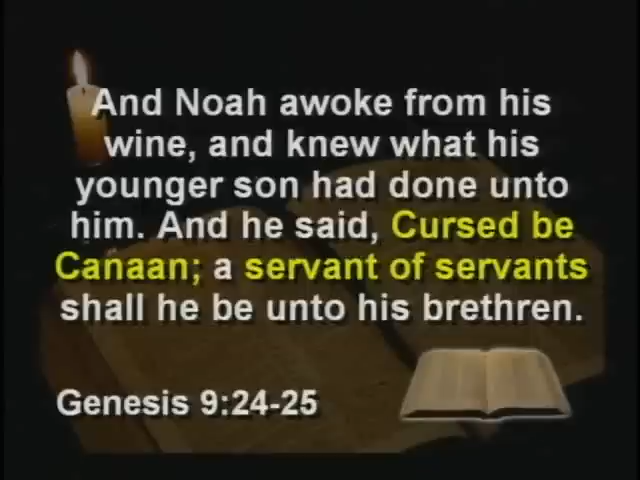 And Noah awoke from his
wine, and knew what his
younger son had done unto
him. And he said, Cursed be
Canaan; a servant of servants
shall he be unto his brethren.
Genesis 9:24-25